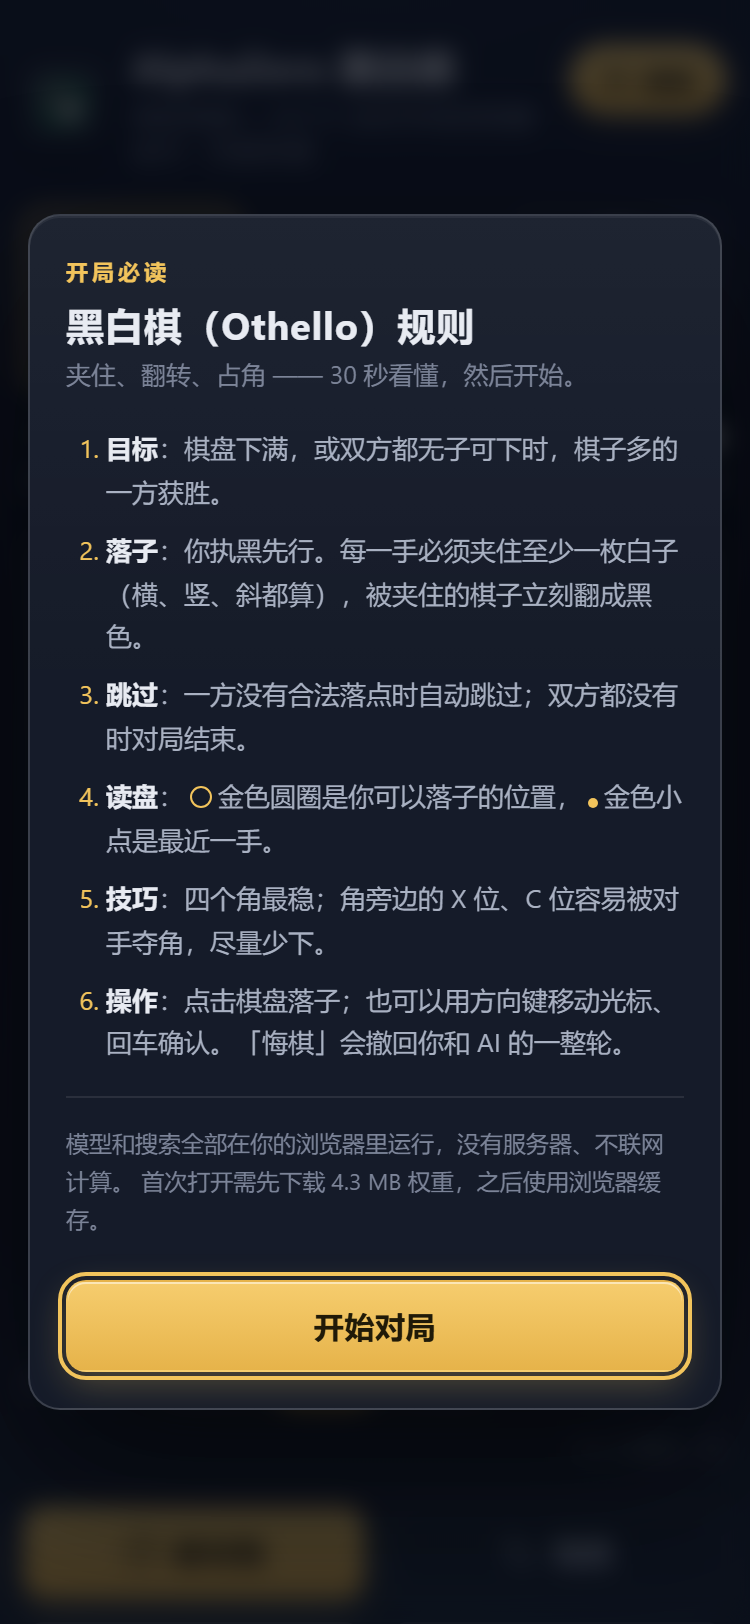 开局必读
黑白棋（Othello）规则
夹住、翻转、占角 —— 30 秒看懂，然后开始。
1. 目标：棋盘下满，或双方都无子可下时，棋子多的
一方获胜。
2. 落子：你执黑先行。每一手必须夹住至少一枚白子
（横、竖、斜都算），被夹住的棋子立刻翻成黑
色。
3. 跳过：一方没有合法落点时自动跳过；双方都没有
时对局结束。
4. 读盘：金色圆圈是你可以落子的位置，金色小
点是最近一手。
5. 技巧：四个角最稳；角旁边的 X 位、C 位容易被对
手夺角，尽量少下。
6. 操作：点击棋盘落子；也可以用方向键移动光标、
回车确认。「悔棋」会撤回你和 AI 的一整轮。
模型和搜索全部在你的浏览器里运行，没有服务器、不联网
计算。 首次打开需先下载 4.3 MB 权重，之后使用浏览器缓
存。
开始对局